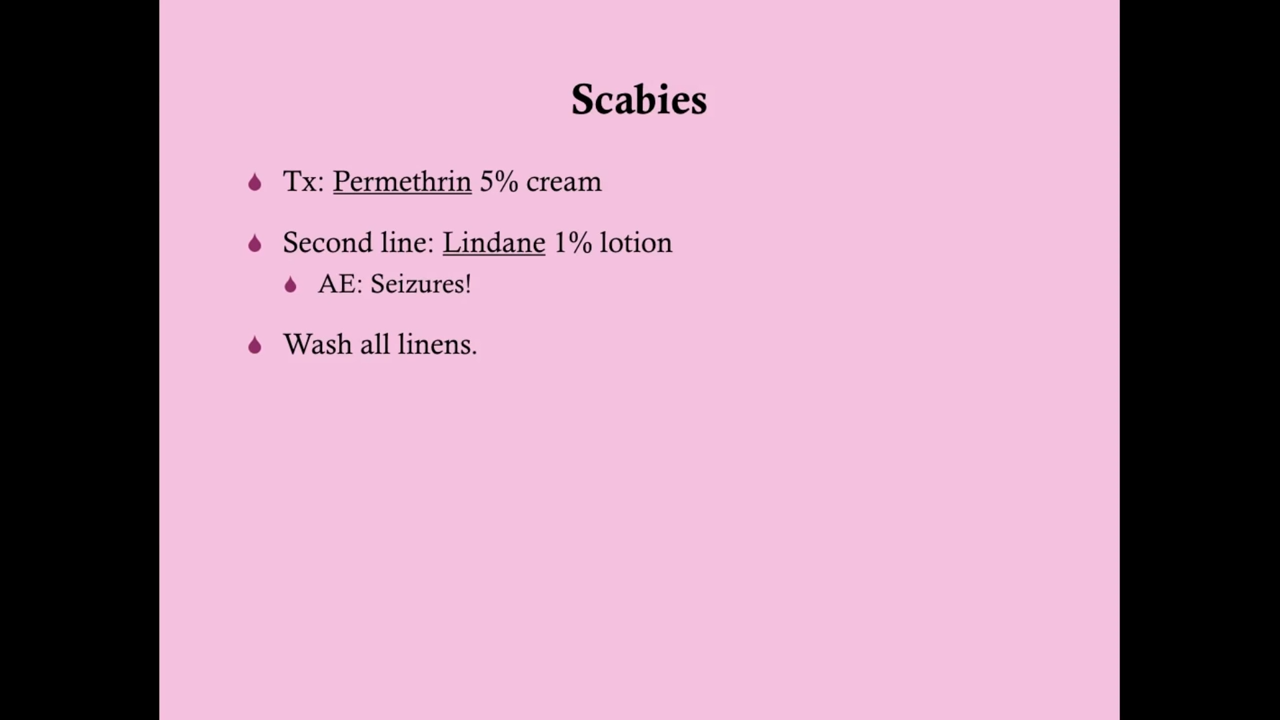 Scabies
Tx: Permethrin 5% cream
Second line: Lindane 1% lotion
AE: Seizures!
Wash all linens.